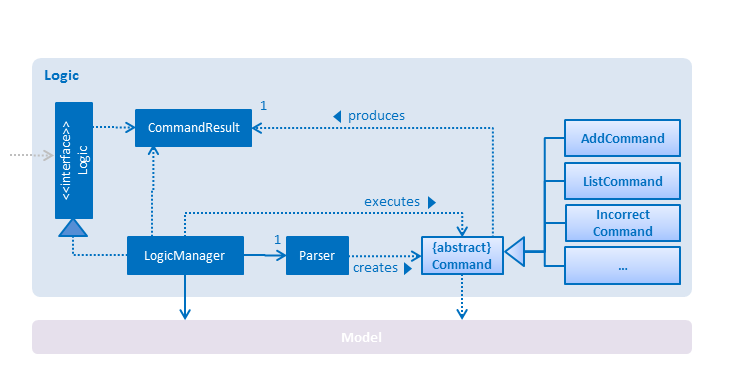 Logic
<<interface>>
Logic
CommandResult
1
produces
AddCommand
ListCommand
Incorrect
Command
...
executes
LogicManager
1
Parser
creates
{abstract}
Command
Model